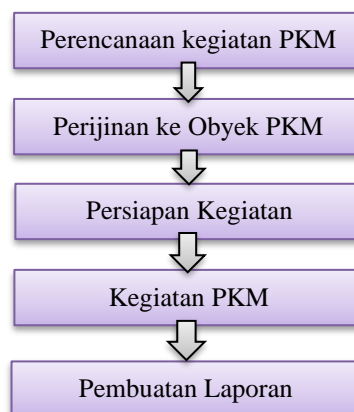 Perencanaan kegiatan PKM
Perijinan ke Obyek PKM
Persiapan Kegiatan
Kegiatan PKM
Pembuatan Laporan